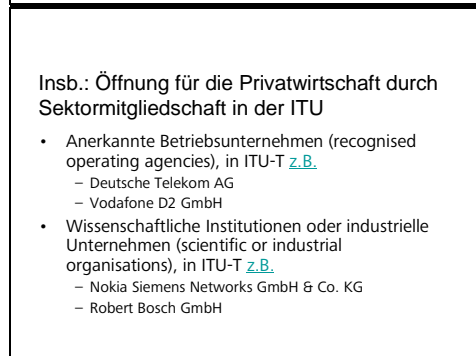 Insb.: Öffnung für die Privatwirtschaft durch
Sektormitgliedschaft in der ITU
• Anerkannte Betriebsunternehmen (recognised
operating agencies), in ITU-T z.B.
– Deutsche Telekom AG
– Vodafone D2 GmbH
• Wissenschaftliche Institutionen oder industrielle
Unternehmen (scientific or industrial
organisations), in ITU-T z.B.
– Nokia Siemens Networks GmbH & Co. KG
– Robert Bosch GmbH